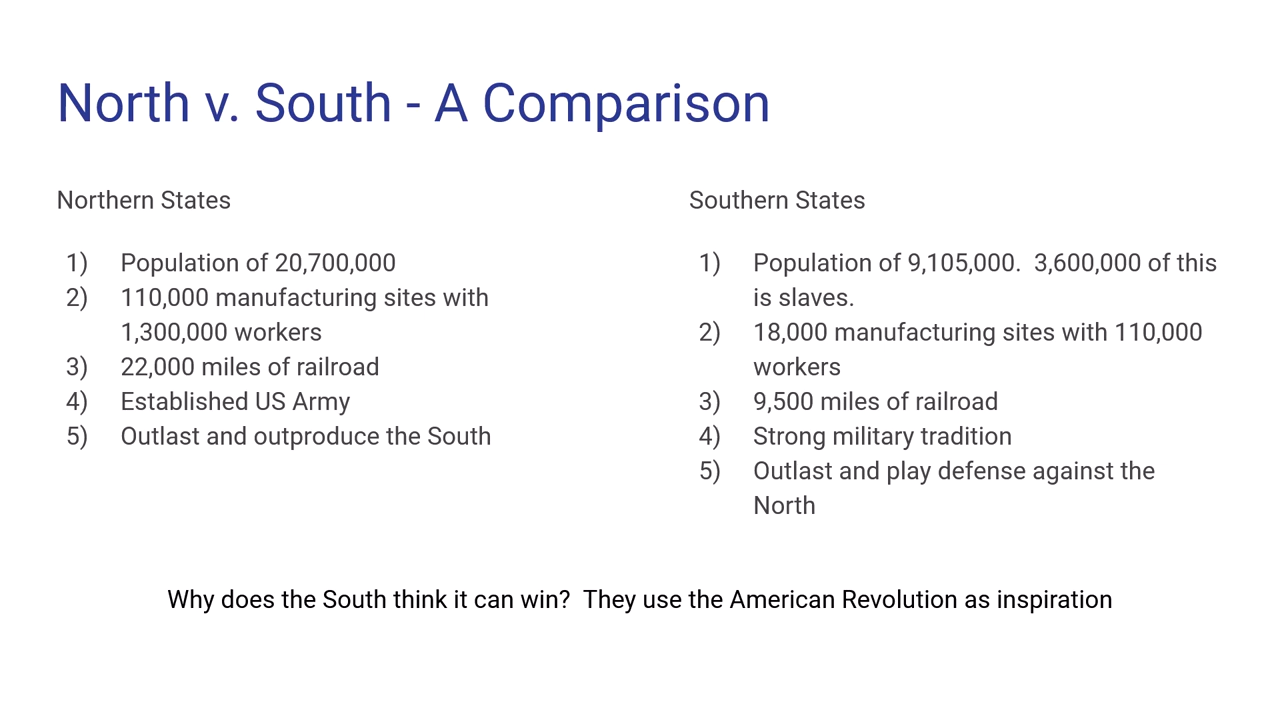 North v. South - A Comparison
Northern States
1) Population of 20,700,000
2) 110,000 manufacturing sites with
1,300,000 workers
3) 22,000 miles of railroad
4) Established US Army
5) Outlast and outproduce the South
Southern States
1) Population of 9,105,000.  3,600,000 of this
is slaves.
2) 18,000 manufacturing sites with 110,000
workers
3) 9,500 miles of railroad
4) Strong military tradition
5) Outlast and play defense against the
North
Why does the South think it can win?  They use the American Revolution as inspiration